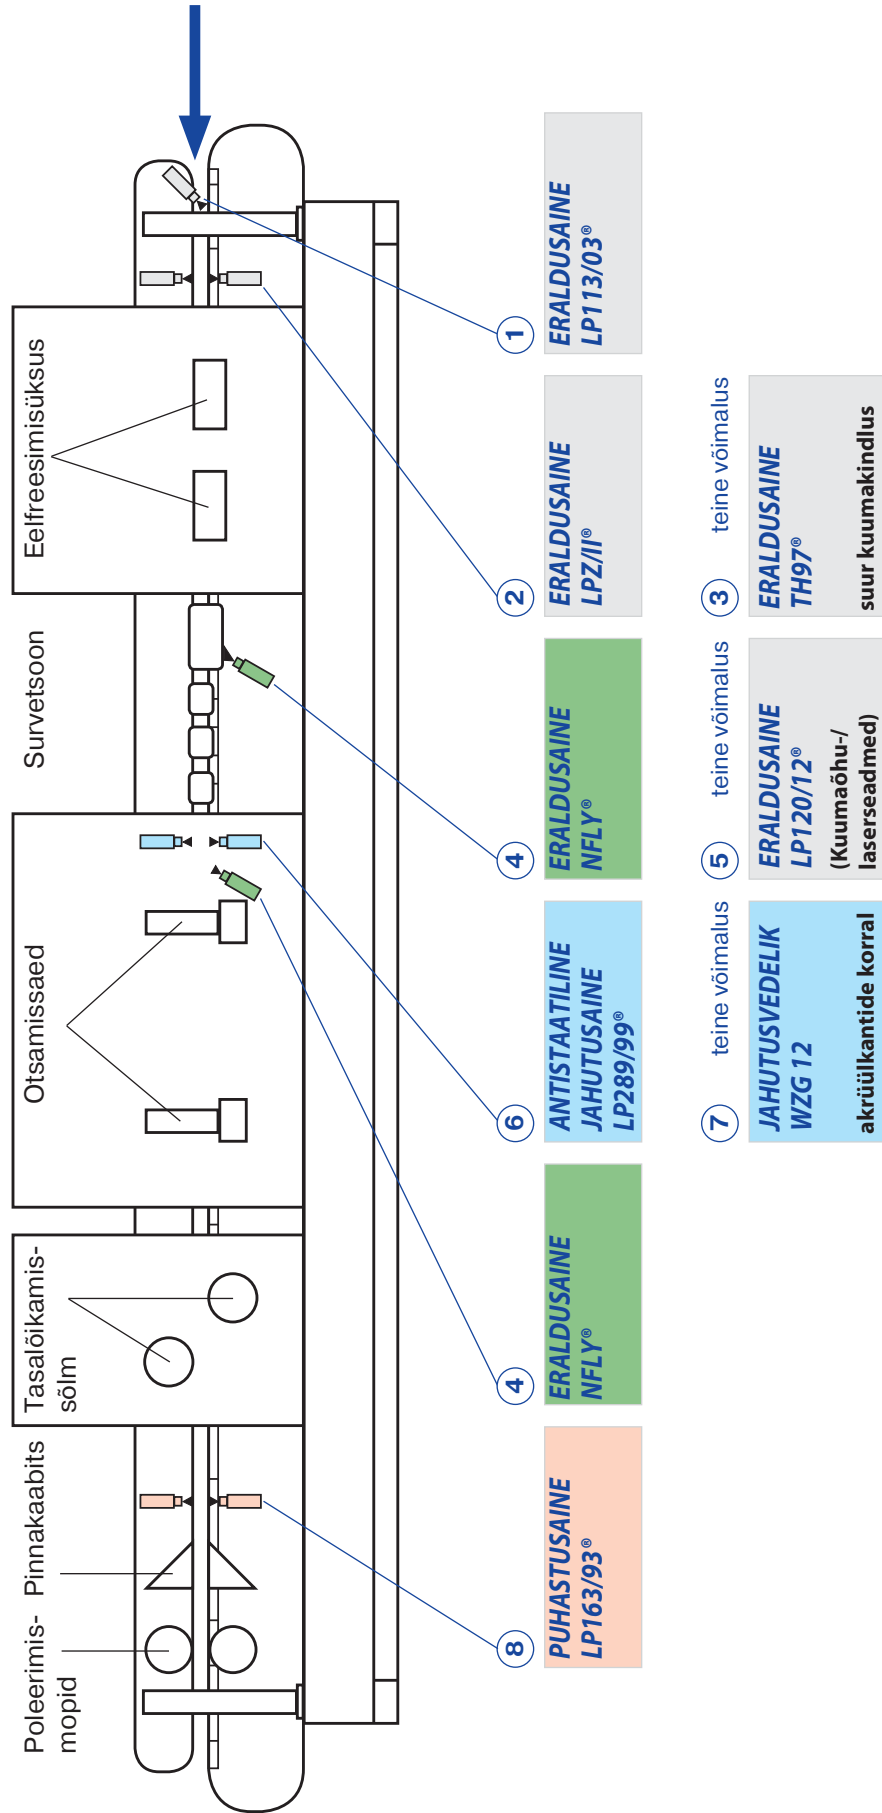 Poleerimis-
mopid
Pinnakaabits
Tasalõikamis-
sõlm
Otsamissaed
Survetsoon
Eelfreesimisüksus
8
PUHASTUSAINE
LP163/93®
4
ERALDUSAINE
NFLY®
6
ANTISTAATILINE
JAHUTUSAINE
LP289/99®
4
ERALDUSAINE
NFLY®
2
ERALDUSAINE
LPZ/II®
1
ERALDUSAINE
LP113/03®
7
teine võimalus
JAHUTUSVEDELIK
WZG 12
akrüülkantide korral
5
teine võimalus
ERALDUSAINE
LP120/12®
(Kuumaõhu-/
laserseadmed)
3
teine võimalus
ERALDUSAINE
TH97®
suur kuumakindlus